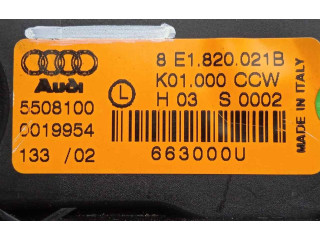 8 E1.820.021B
K01.000 CCW
Audi
L
H 03 S 0002
5508100
0019954
133 / 02
663000U
MADE IN ITALY